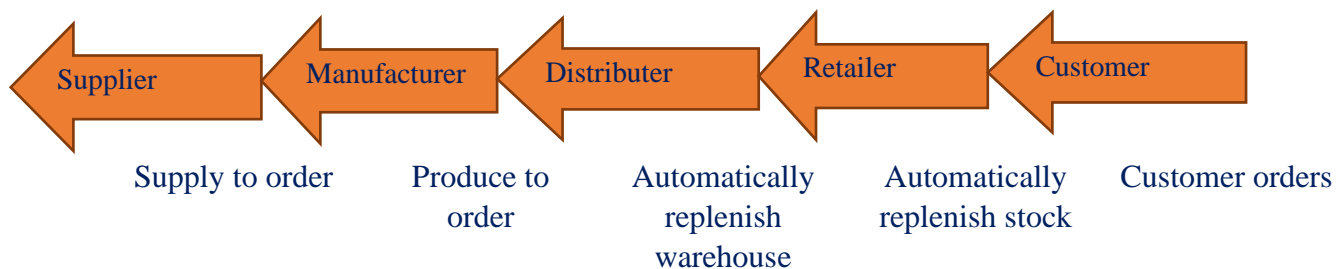 Supplier
Manufacturer
Distributer
Retailer
Customer
Supply to order
Produce to
order
Automatically
replenish
warehouse
Automatically
replenish stock
Customer orders